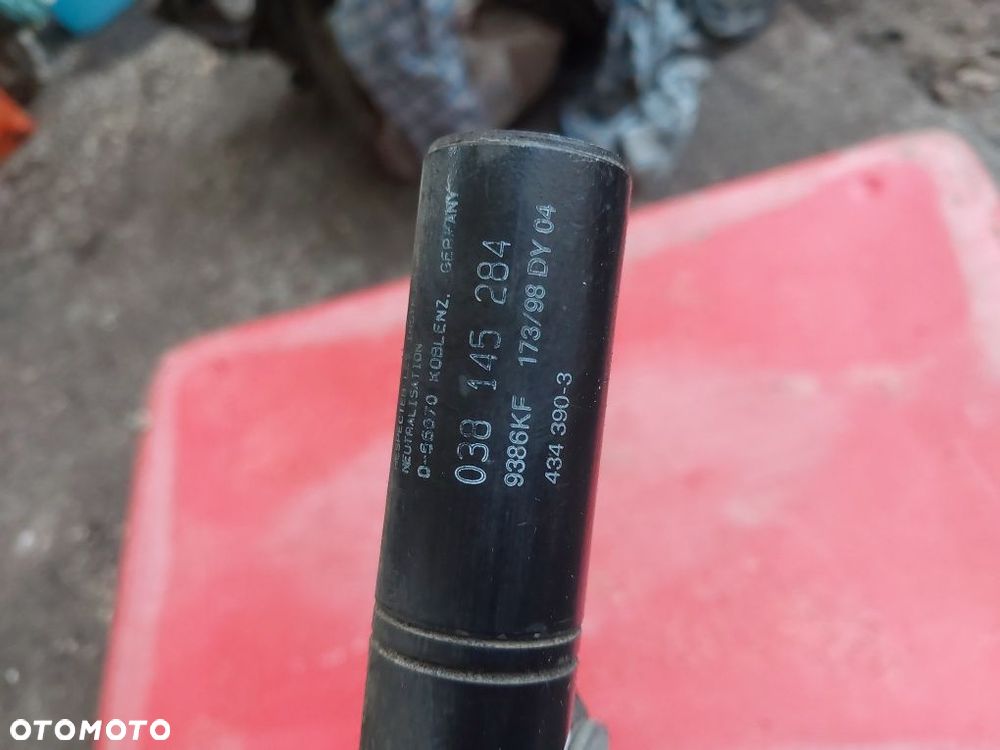 NEUTRALISATION
D-56070 KOBLENZ. GERMANY
038 145 284
9386KF 173/98 DY 04
434 390-3
OTOMOTO